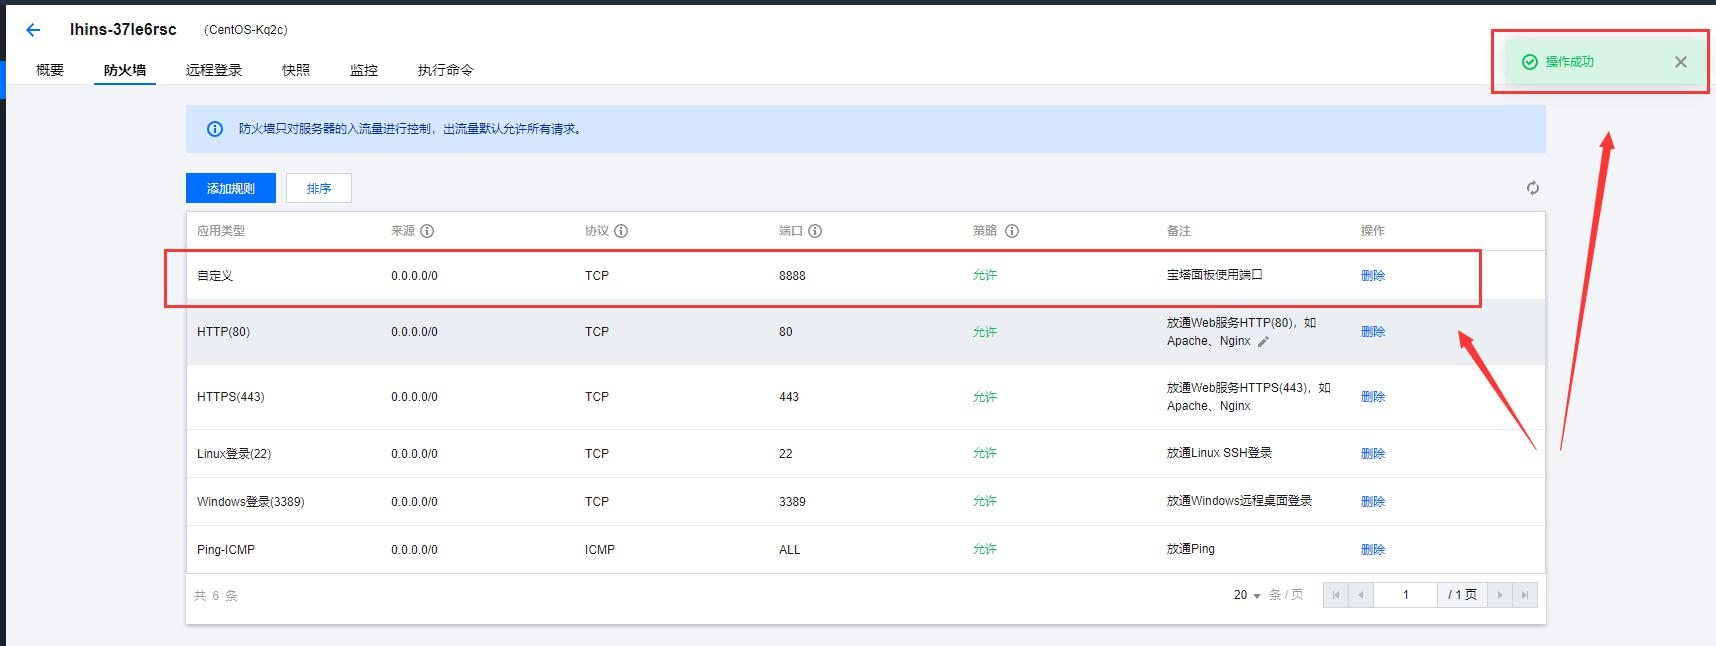 lhins-37le6rsc (CentOS-Kq2c)
操作成功
概要 防火墙 远程登录 快照 监控 执行命令
防火墙只对服务器的入流量进行控制，出流量默认允许所有请求。
添加规则 排序
应用类型 来源 协议 端口 策略 备注 操作
自定义 0.0.0.0/0 TCP 8888 允许 宝塔面板使用端口 删除
HTTP(80) 0.0.0.0/0 TCP 80 允许 放通Web服务HTTP(80)，如
Apache、Nginx 删除
HTTPS(443) 0.0.0.0/0 TCP 443 允许 放通Web服务HTTPS(443)，如
Apache、Nginx 删除
Linux登录(22) 0.0.0.0/0 TCP 22 允许 放通Linux SSH登录 删除
Windows登录(3389) 0.0.0.0/0 TCP 3389 允许 放通Windows远程桌面登录 删除
Ping-ICMP 0.0.0.0/0 ICMP ALL 允许 放通Ping 删除
共 6 条 20 条 / 页 1 / 1 页